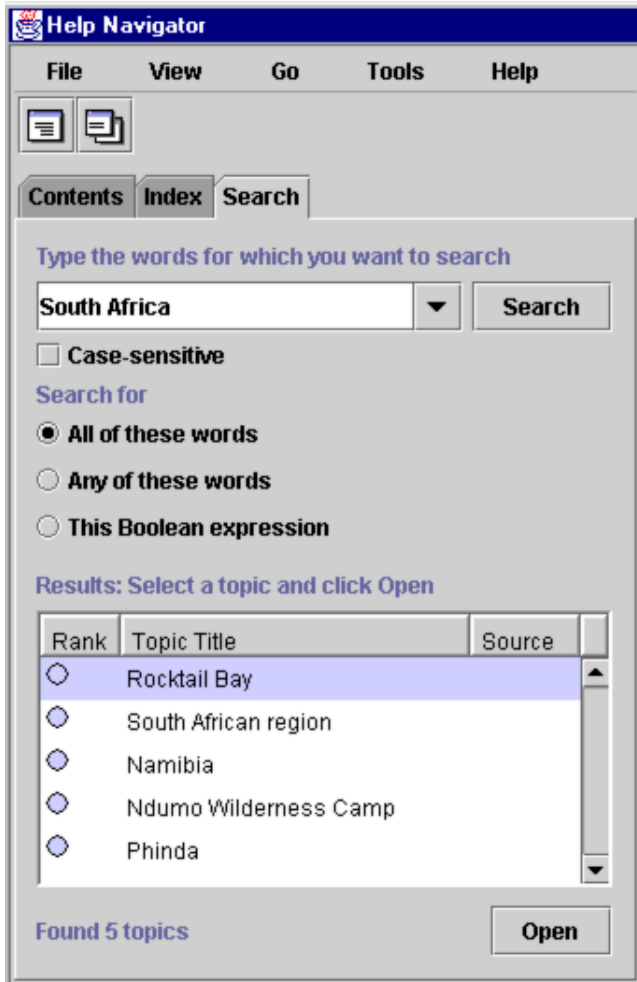 Help Navigator
File View Go Tools Help
Contents Index Search
Type the words for which you want to search
South Africa Search
Case-sensitive
Search for
All of these words
Any of these words
This Boolean expression
Results: Select a topic and click Open
Rank Topic Title Source
Rocktail Bay
South African region
Namibia
Ndumo Wilderness Camp
Phinda
Found 5 topics Open